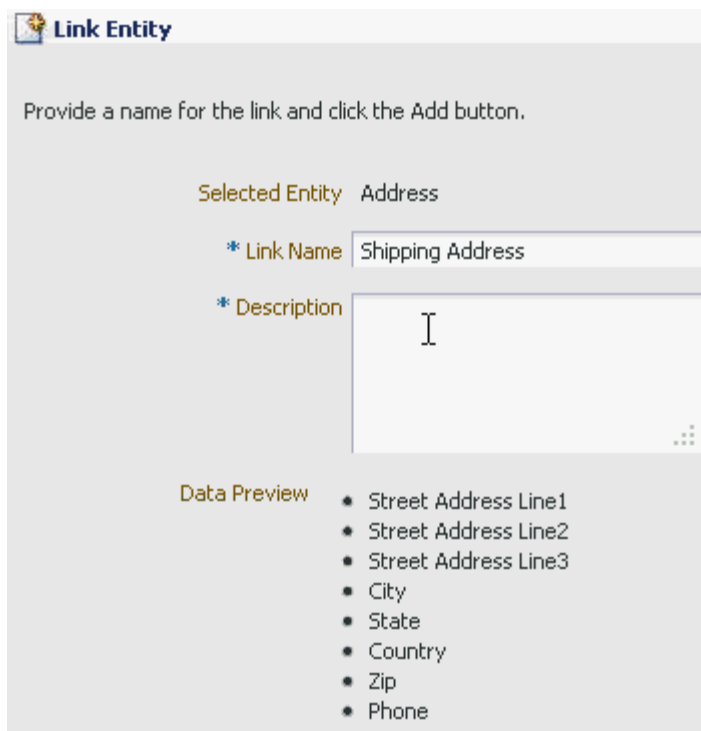 Link Entity
Provide a name for the link and click the Add button.
Selected Entity Address
* Link Name Shipping Address
* Description
Data Preview
Street Address Line1
Street Address Line2
Street Address Line3
City
State
Country
Zip
Phone